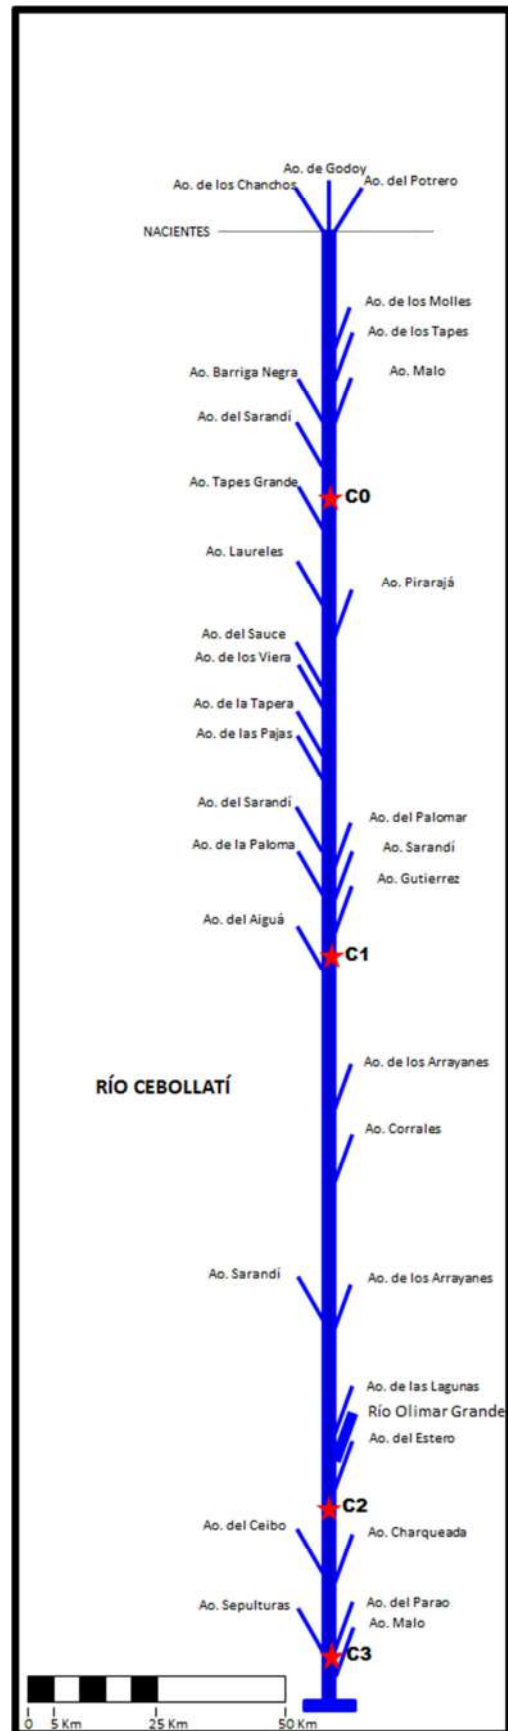 Ao. de Godoy
Ao. de los Chanchos
Ao. del Potrero
NACIENTES
Ao. de los Molles
Ao. de los Tapes
Ao. Barriga Negra
Ao. Malo
Ao. del Sarandí
Ao. Tapes Grande
C0
Ao. Laureles
Ao. Pirarajá
Ao. del Sauce
Ao. de los Viera
Ao. de la Tapera
Ao. de las Pajas
Ao. del Sarandí
Ao. del Palomar
Ao. de la Paloma
Ao. Sarandí
Ao. Gutierrez
Ao. del Aiguá
C1
Ao. de los Arrayanes
RÍO CEBOLLATÍ
Ao. Corrales
Ao. Sarandí
Ao. de los Arrayanes
Ao. de las Lagunas
Río Olimar Grande
Ao. del Estero
C2
Ao. del Ceibo
Ao. Charqueada
Ao. Sepulturas
Ao. del Parao
Ao. Malo
C3
0 5 Km 25 Km 50 Km